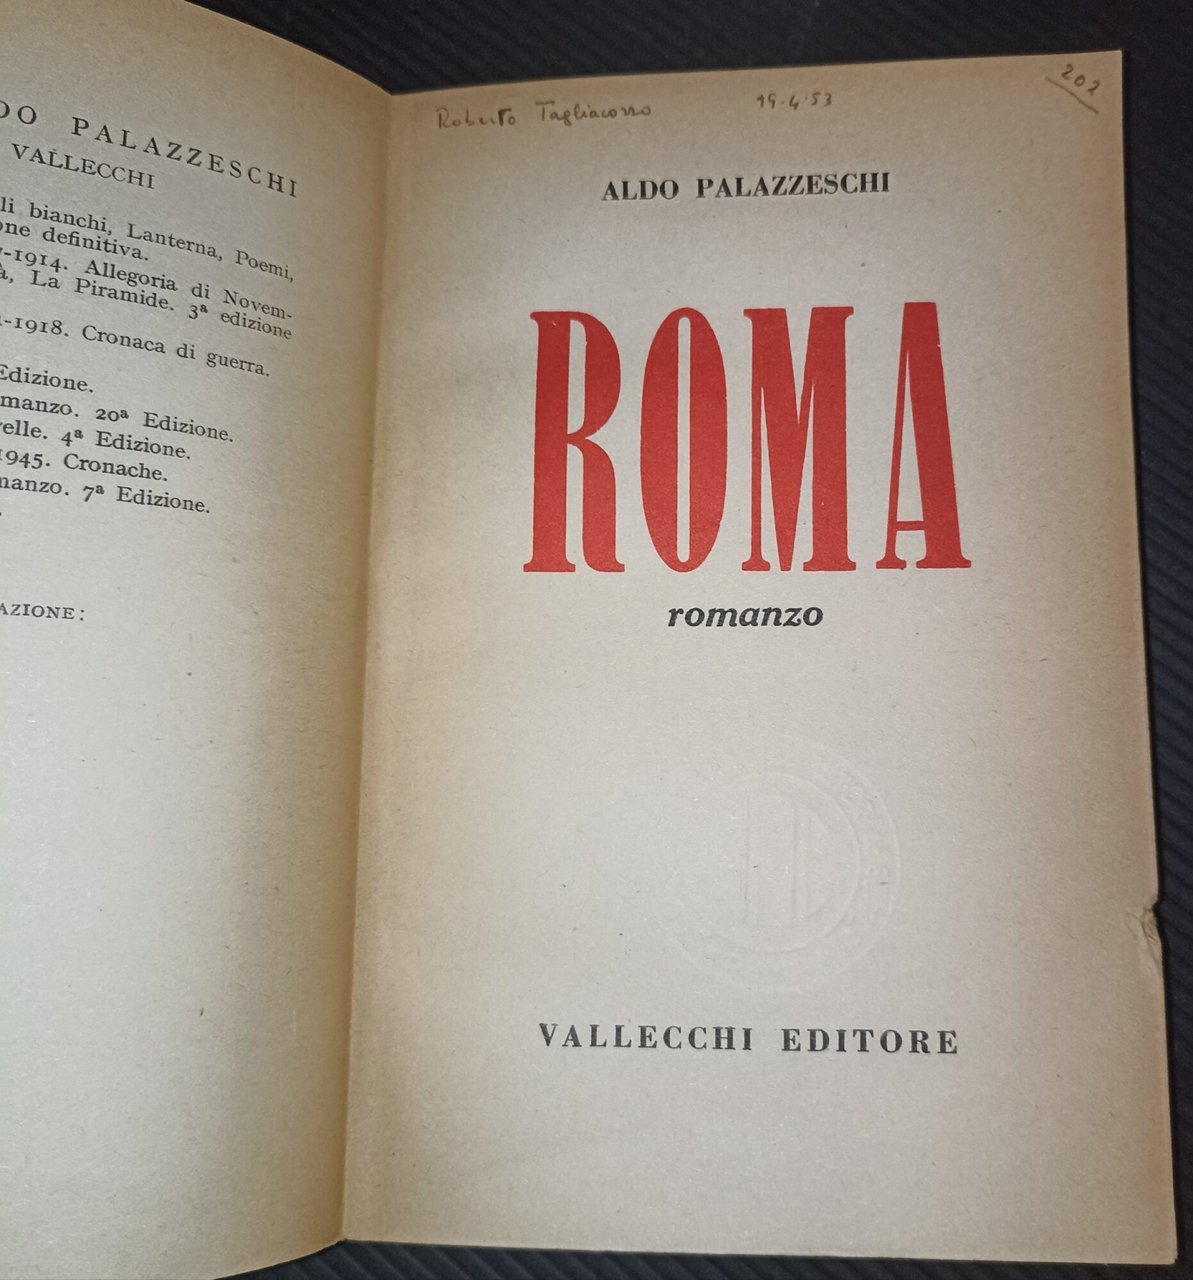 DO PALAZZESCHI
VALLECCHI
li bianchi, Lanterna, Poemi,
one definitiva.
-1914. Allegoria di Novem-
à, La Piramide. 3ª edizione
-1918. Cronaca di guerra.
Edizione.
manzo. 20ª Edizione.
elle. 4ª Edizione.
1945. Cronache.
manzo. 7ª Edizione.
AZIONE:
Roberto Tagliacozzo 19.4.53
202
ALDO PALAZZESCHI
ROMA
romanzo
VALLECCHI EDITORE